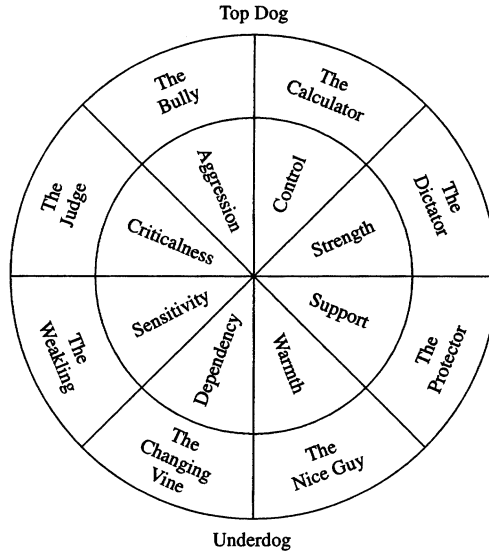 Top Dog
The
Bully
The
Calculator
The
Judge
The
Dictator
Aggression
Control
Criticalness
Strength
Sensitivity
Support
Dependency
Warmth
The
Weakling
The
Protector
The
Changing
Vine
The
Nice Guy
Underdog